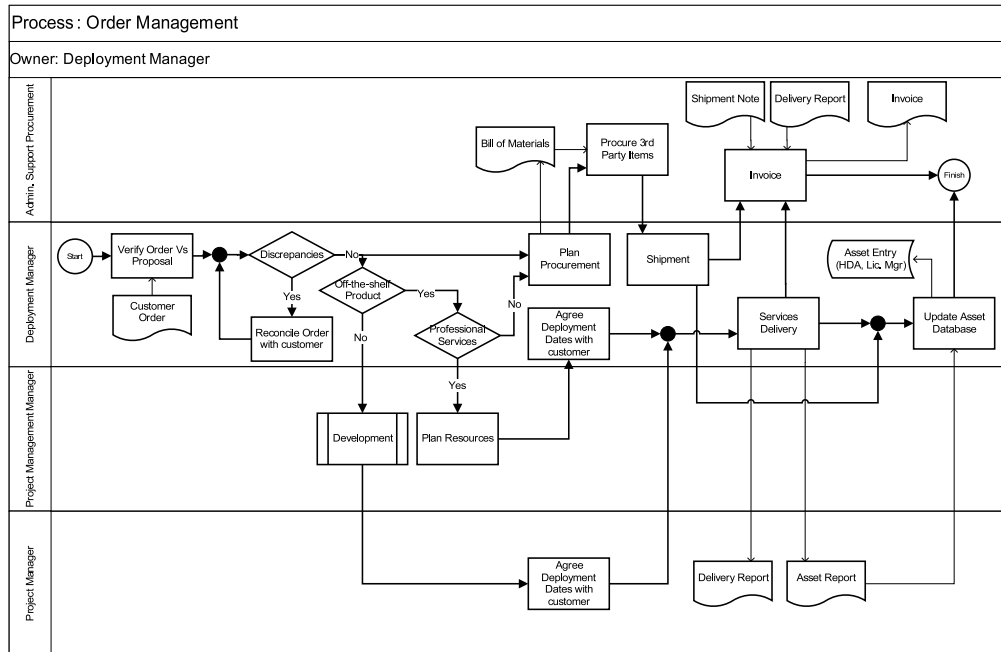 Process : Order Management
Owner: Deployment Manager
Admin. Support Procurement
Shipment Note
Delivery Report
Invoice
Bill of Materials
Procure 3rd
Party Items
Invoice
Finish
Deployment Manager
Start
Verify Order Vs
Proposal
Customer
Order
Discrepancies
No
Yes
Reconcile Order
with customer
Off-the-shelf
Product
Yes
No
Professional
Services
No
Yes
Plan
Procurement
Agree
Deployment
Dates with
customer
Shipment
Services
Delivery
Asset Entry
(HDA, Lic. Mgr)
Update Asset
Database
Project Management Manager
Development
Plan Resources
Project Manager
Agree
Deployment
Dates with
customer
Delivery Report
Asset Report